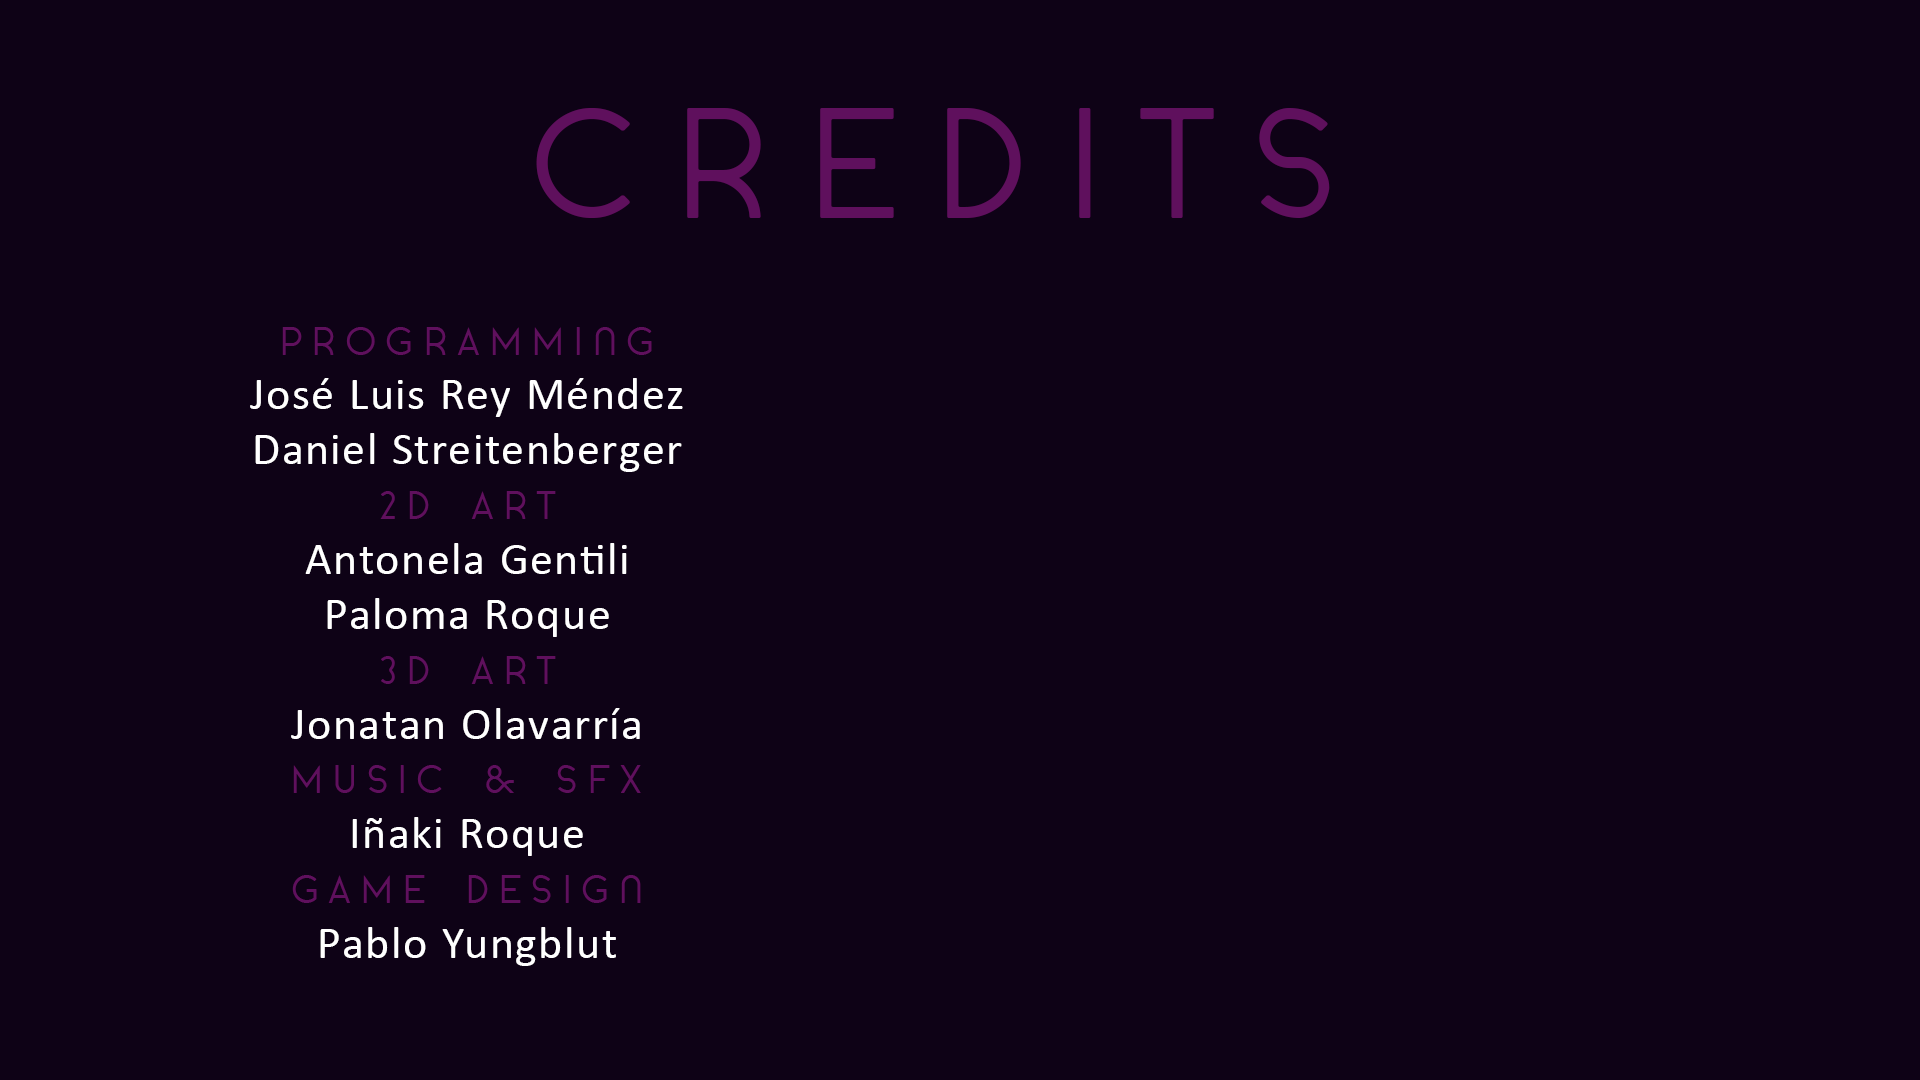 CREDITS
PROGRAMMING
José Luis Rey Méndez
Daniel Streitenberger
2D ART
Antonela Gentili
Paloma Roque
3D ART
Jonatan Olavarría
MUSIC & SFX
Iñaki Roque
GAME DESIGN
Pablo Yungblut